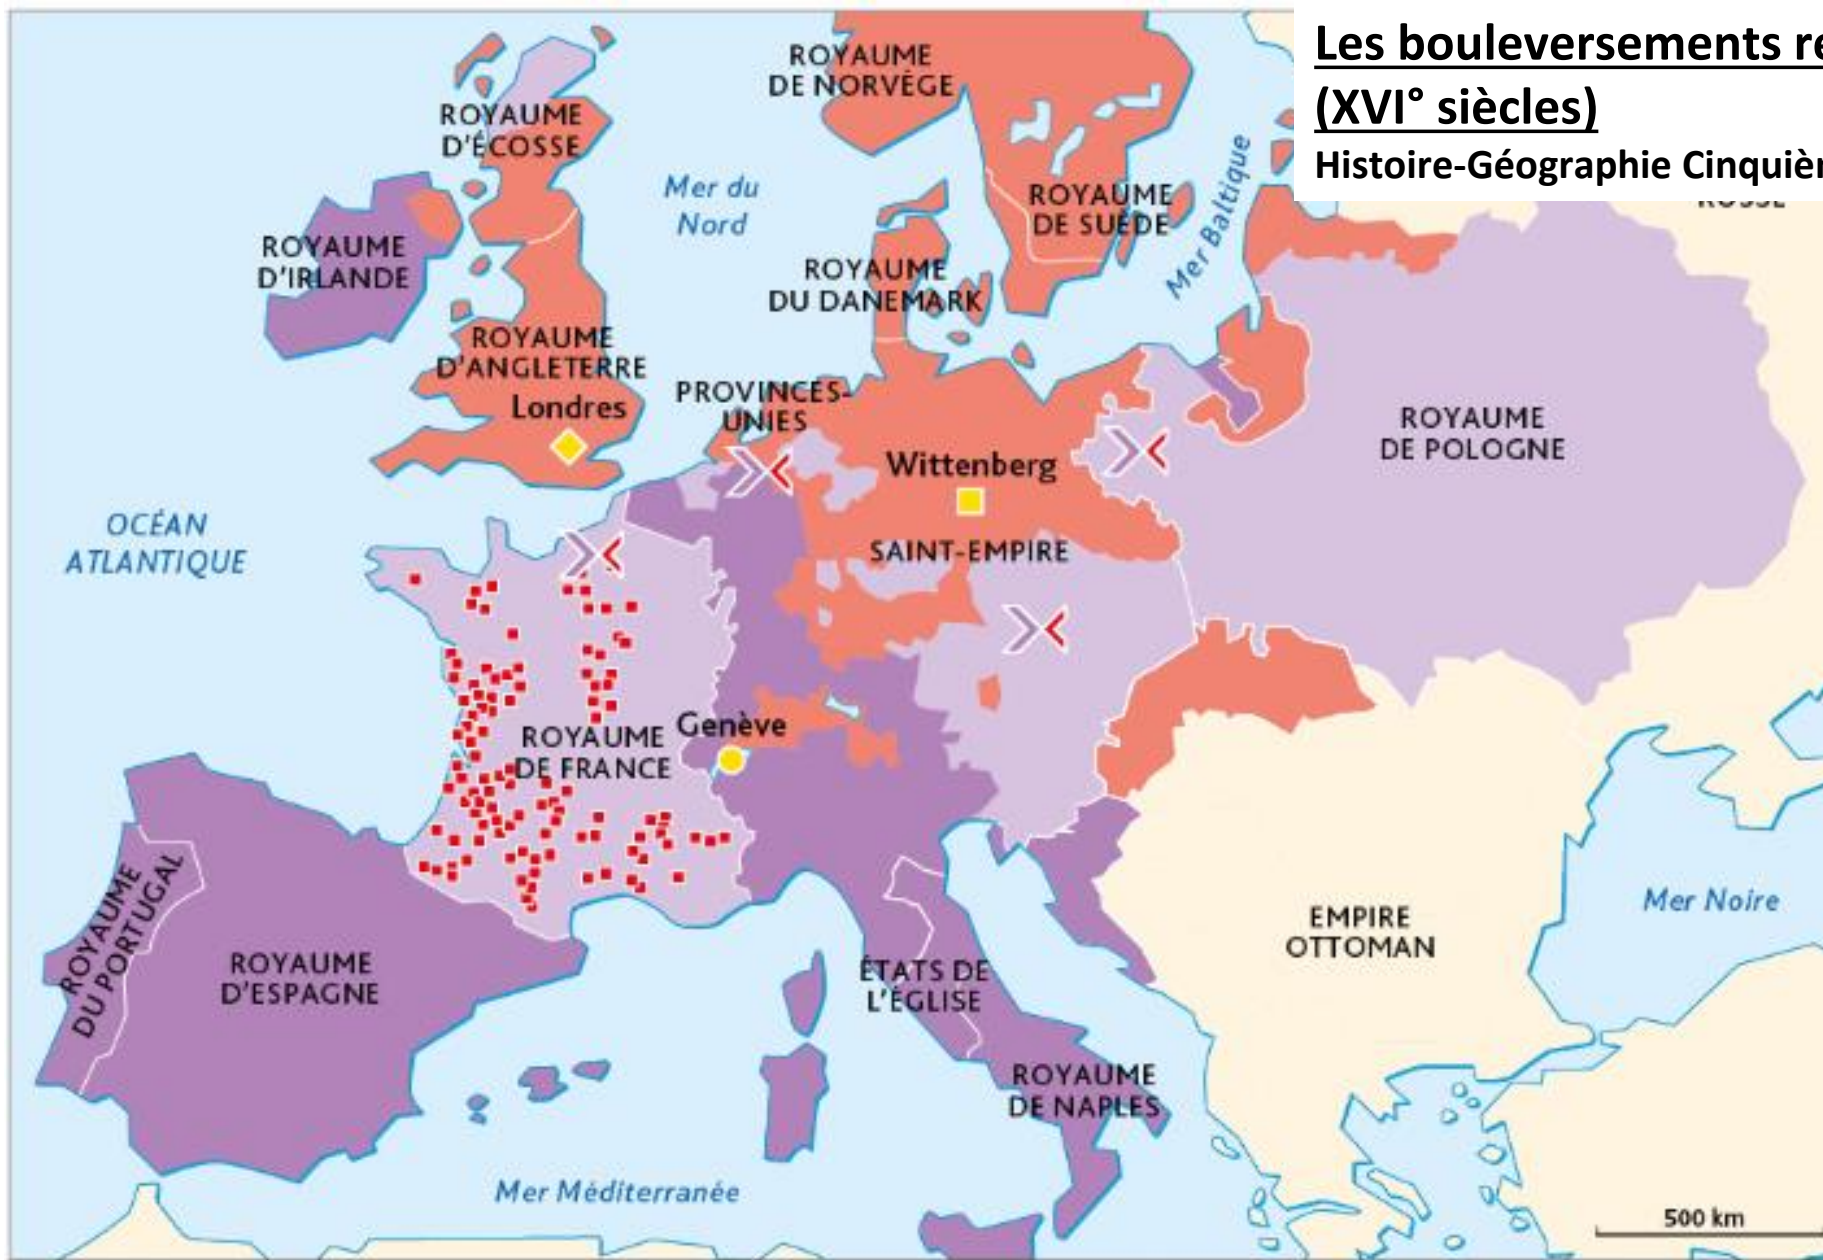 Les bouleversements re
(XVI° siècles)
Histoire-Géographie Cinquièm
ROYAUME
DE NORVÈGE
ROYAUME
D'ÉCOSSE
Mer du
Nord
ROYAUME
DE SUÈDE
Mer Baltique
ROYAUME
D'IRLANDE
ROYAUME
DU DANEMARK
ROYAUME
D'ANGLETERRE
Londres
PROVINCES-
UNIES
Wittenberg
ROYAUME
DE POLOGNE
OCÉAN
ATLANTIQUE
SAINT-EMPIRE
ROYAUME
DE FRANCE
Genève
ROYAUME
DU PORTUGAL
ROYAUME
D'ESPAGNE
ÉTATS DE
L'ÉGLISE
EMPIRE
OTTOMAN
Mer Noire
ROYAUME
DE NAPLES
Mer Méditerranée
500 km